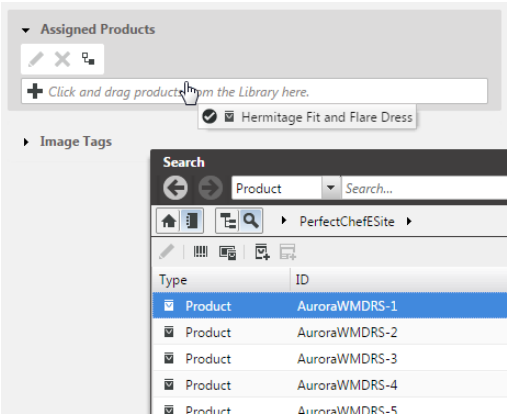 Assigned Products
Click and drag products from the Library here.
Hermitage Fit and Flare Dress
Image Tags
Search
Product Search...
PerfectChefESite
Type ID
Product AuroraWMDRS-1
Product AuroraWMDRS-2
Product AuroraWMDRS-3
Product AuroraWMDRS-4
Product AuroraWMDRS-5